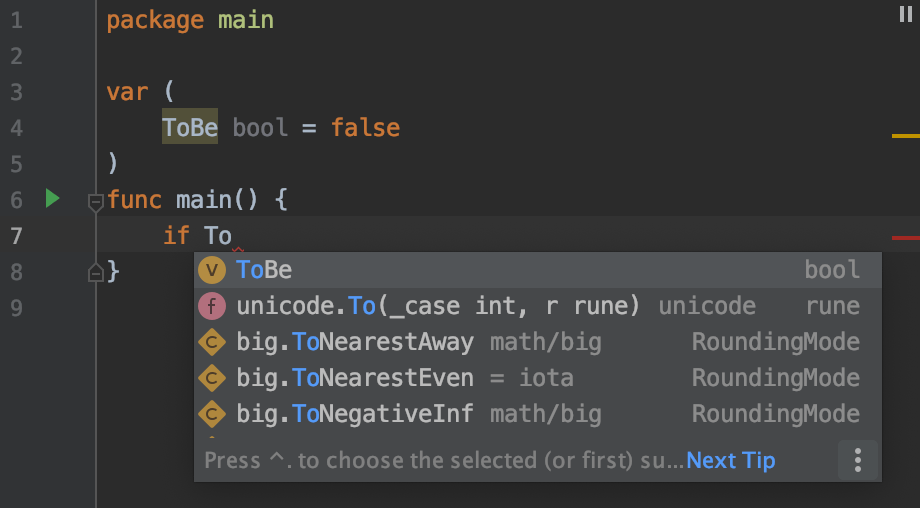 1 package main
2
3 var (
4 ToBe bool = false
5 )
6 func main() {
7 if To
8 }
9
V ToBe bool
f unicode.To(_case int, r rune) unicode rune
C big.ToNearestAway math/big RoundingMode
C big.ToNearestEven = iota RoundingMode
C big.ToNegativeInf math/big RoundingMode
Press ^. to choose the selected (or first) su... Next Tip